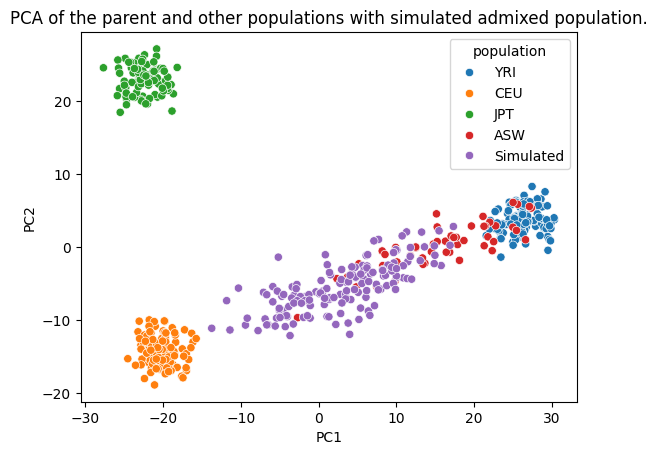 PCA of the parent and other populations with simulated admixed population.
population
YRI
CEU
JPT
ASW
Simulated
20
10
0
−10
−20
PC2
−30
−20
−10
0
10
20
30
PC1